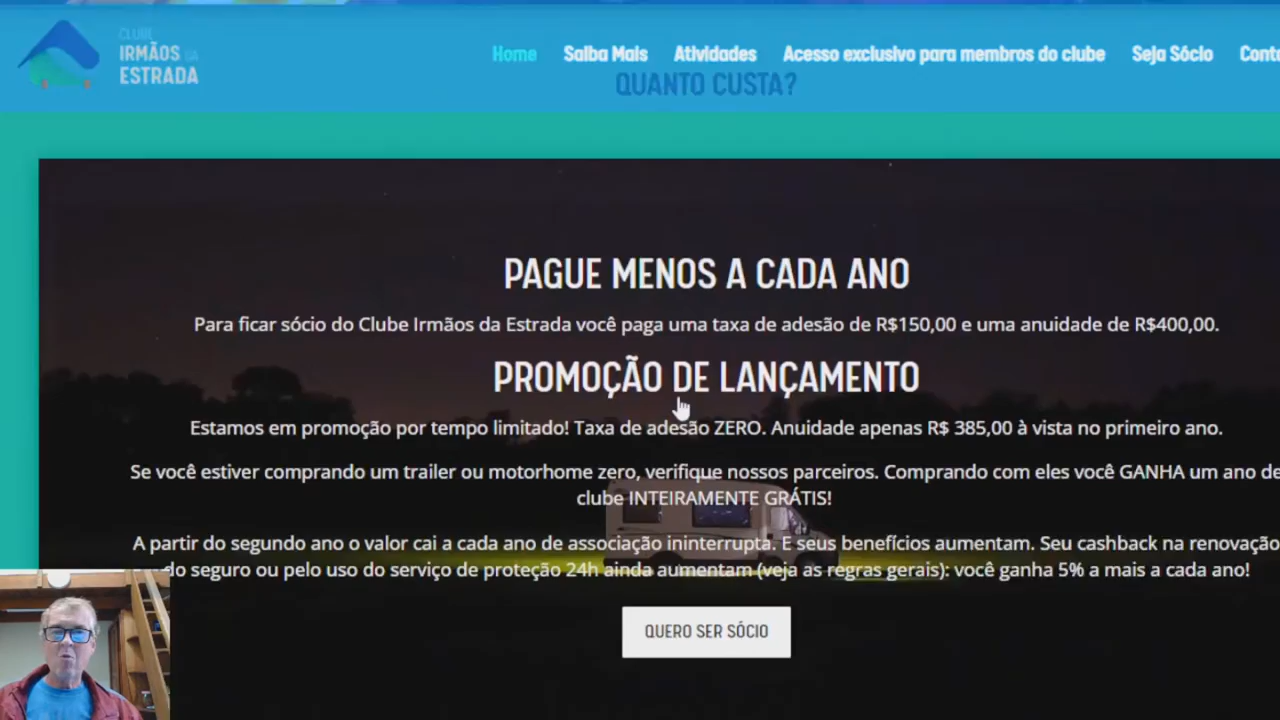 CLUBE
IRMÃOS DA
ESTRADA
Home Saiba Mais Atividades Acesso exclusivo para membros do clube Seja Sócio
QUANTO CUSTA?
PAGUE MENOS A CADA ANO
Para ficar sócio do Clube Irmãos da Estrada você paga uma taxa de adesão de R$150,00 e uma anuidade de R$400,00.
PROMOÇÃO DE LANÇAMENTO
Estamos em promoção por tempo limitado! Taxa de adesão ZERO. Anuidade apenas R$ 385,00 à vista no primeiro ano.
Se você estiver comprando um trailer ou motorhome zero, verifique nossos parceiros. Comprando com eles você GANHA um ano de
clube INTEIRAMENTE GRÁTIS!
A partir do segundo ano o valor cai a cada ano de associação ininterrupta. E seus benefícios aumentam. Seu cashback na renovação
do seguro ou pelo uso do serviço de proteção 24h ainda aumentam (veja as regras gerais): você ganha 5% a mais a cada ano!
QUERO SER SÓCIO